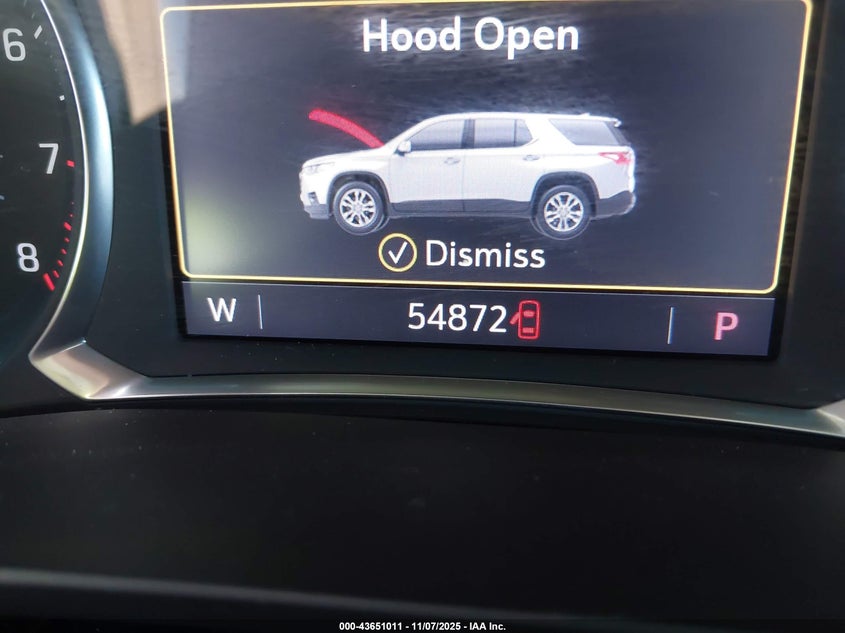 6
7
8
Hood Open
Dismiss
W
54872
P
000-43651011 - 11/07/2025 - IAA Inc.